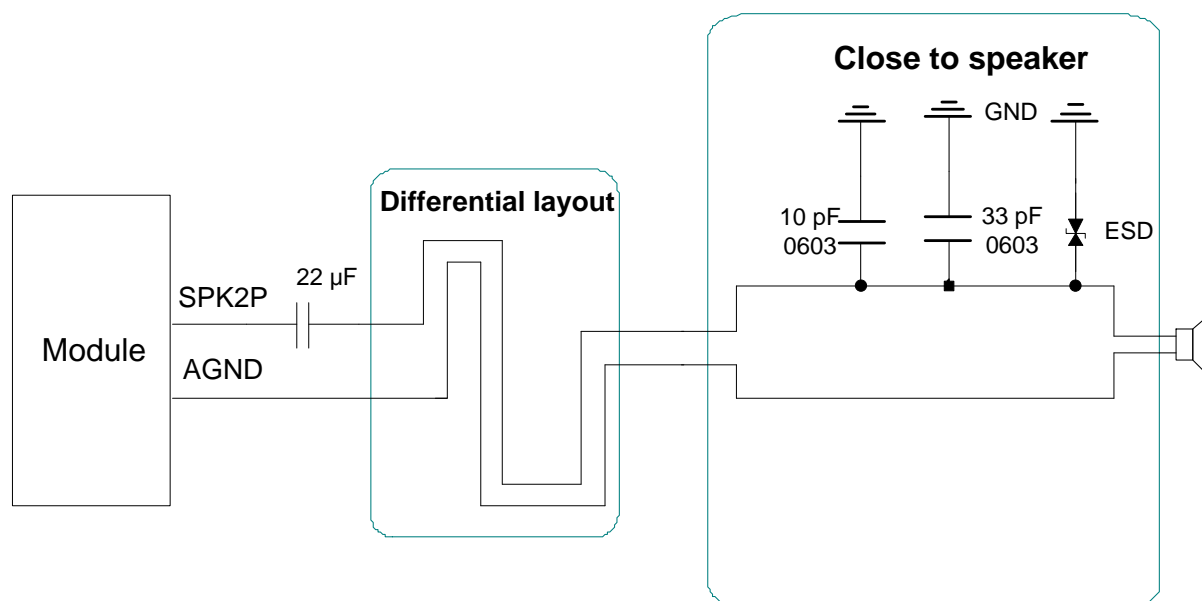 Close to speaker
GND
Differential layout
10 pF
0603
33 pF
0603
ESD
22 µF
SPK2P
Module
AGND